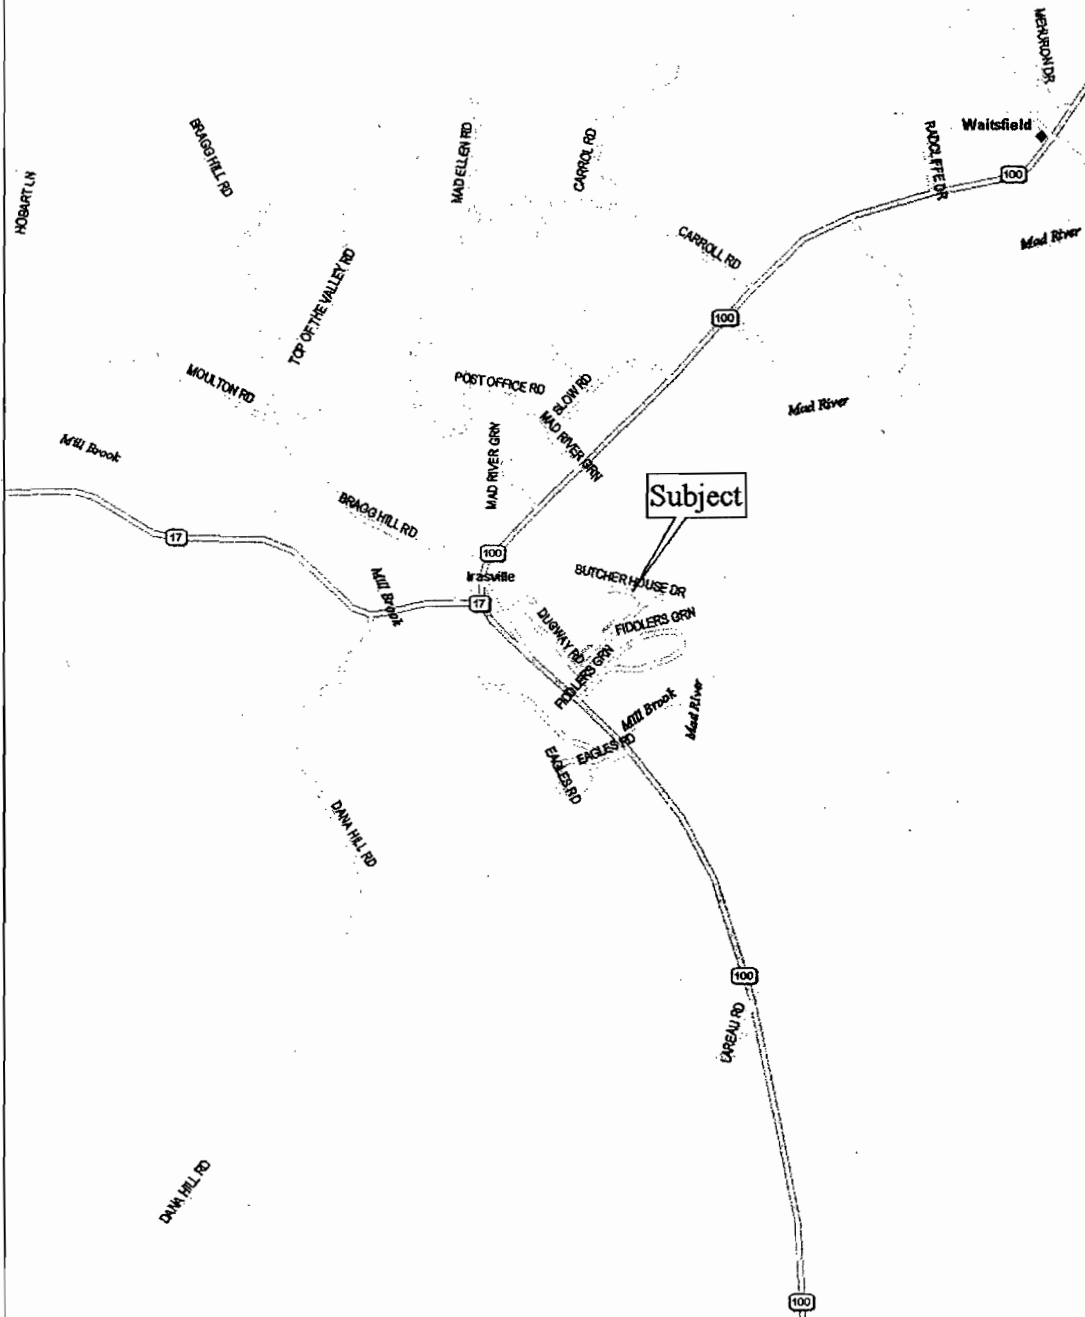 MEHURON DR
Waitsfield
RADCLIFFE DR
100
BRAGG HILL RD
MAD ELLEN RD
CARROL RD
HOBART LN
Mad River
CARROLL RD
TOP OF THE VALLEY RD
100
MOULTON RD
POST OFFICE RD
SLOW RD
Mad River
MAD RIVER GRN
MAD RIVER GRN
Mill Brook
Subject
BRAGG HILL RD
17
100
Irasville
BUTCHER HOUSE DR
Mill Brook
17
DUGWAY RD
FIDDLERS GRN
FIDDLERS GRN
Mill Brook
Mad River
EAGLES RD
EAGLES RD
DANA HILL RD
100
LAREAU RD
DANA HILL RD
100